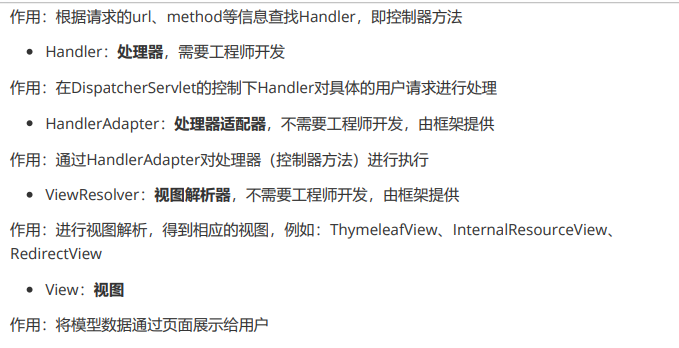 作用：根据请求的url、method等信息查找Handler，即控制器方法
• Handler：处理器，需要工程师开发
作用：在DispatcherServlet的控制下Handler对具体的用户请求进行处理
• HandlerAdapter：处理器适配器，不需要工程师开发，由框架提供
作用：通过HandlerAdapter对处理器（控制器方法）进行执行
• ViewResolver：视图解析器，不需要工程师开发，由框架提供
作用：进行视图解析，得到相应的视图，例如：ThymeleafView、InternalResourceView、
RedirectView
• View：视图
作用：将模型数据通过页面展示给用户